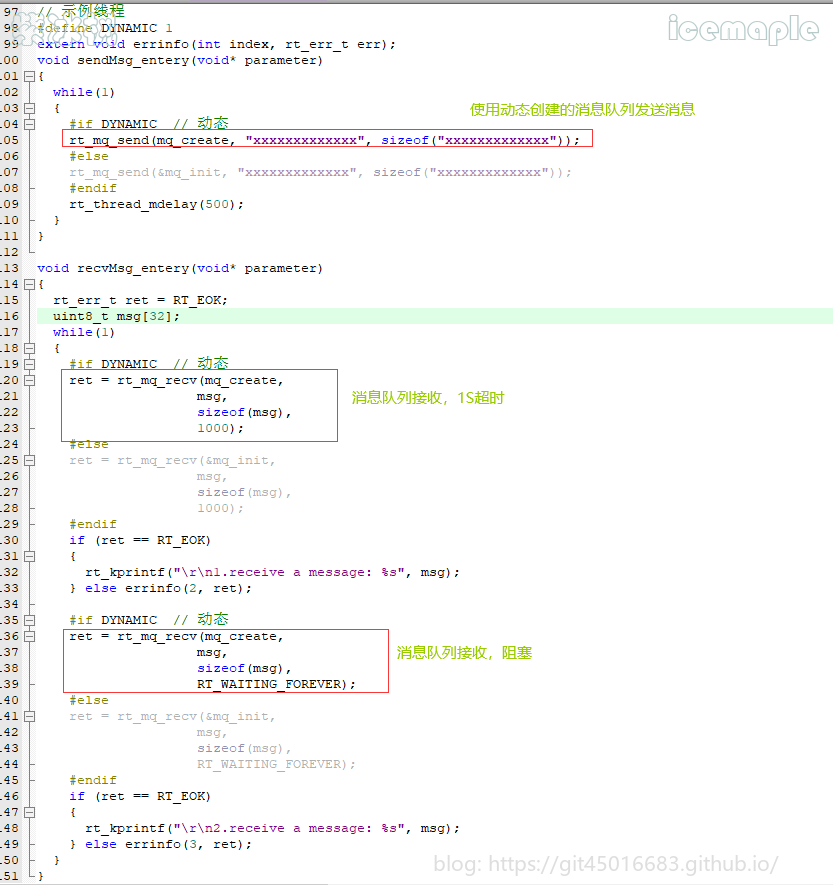 97 // 示例线程
98 #define DYNAMIC 1
icemaple
99 extern void errinfo(int index, rt_err_t err);
100 void sendMsg_entery(void* parameter)
101 {
102 while(1)
103 {
使用动态创建的消息队列发送消息
104 #if DYNAMIC // 动态
105 rt_mq_send(mq_create, "xxxxxxxxxxxxx", sizeof("xxxxxxxxxxxxx"));
106 #else
107 rt_mq_send(&mq_init, "xxxxxxxxxxxxx", sizeof("xxxxxxxxxxxxx"));
108 #endif
109 rt_thread_mdelay(500);
110 }
111 }
112
113 void recvMsg_entery(void* parameter)
114 {
115 rt_err_t ret = RT_EOK;
116 uint8_t msg[32];
117 while(1)
118 {
119 #if DYNAMIC // 动态
120 ret = rt_mq_recv(mq_create,
121 msg,
消息队列接收，1S超时
122 sizeof(msg),
123 1000);
124 #else
125 ret = rt_mq_recv(&mq_init,
126 msg,
127 sizeof(msg),
128 1000);
129 #endif
130 if (ret == RT_EOK)
131 {
132 rt_kprintf("\r\n1.receive a message: %s", msg);
133 } else errinfo(2, ret);
134
135 #if DYNAMIC // 动态
136 ret = rt_mq_recv(mq_create,
137 msg,
消息队列接收，阻塞
138 sizeof(msg),
139 RT_WAITING_FOREVER);
140 #else
141 ret = rt_mq_recv(&mq_init,
142 msg,
143 sizeof(msg),
144 RT_WAITING_FOREVER);
145 #endif
146 if (ret == RT_EOK)
147 {
148 rt_kprintf("\r\n2.receive a message: %s", msg);
149 } else errinfo(3, ret);
150 }
151 }
blog: https://git45016683.github.io/